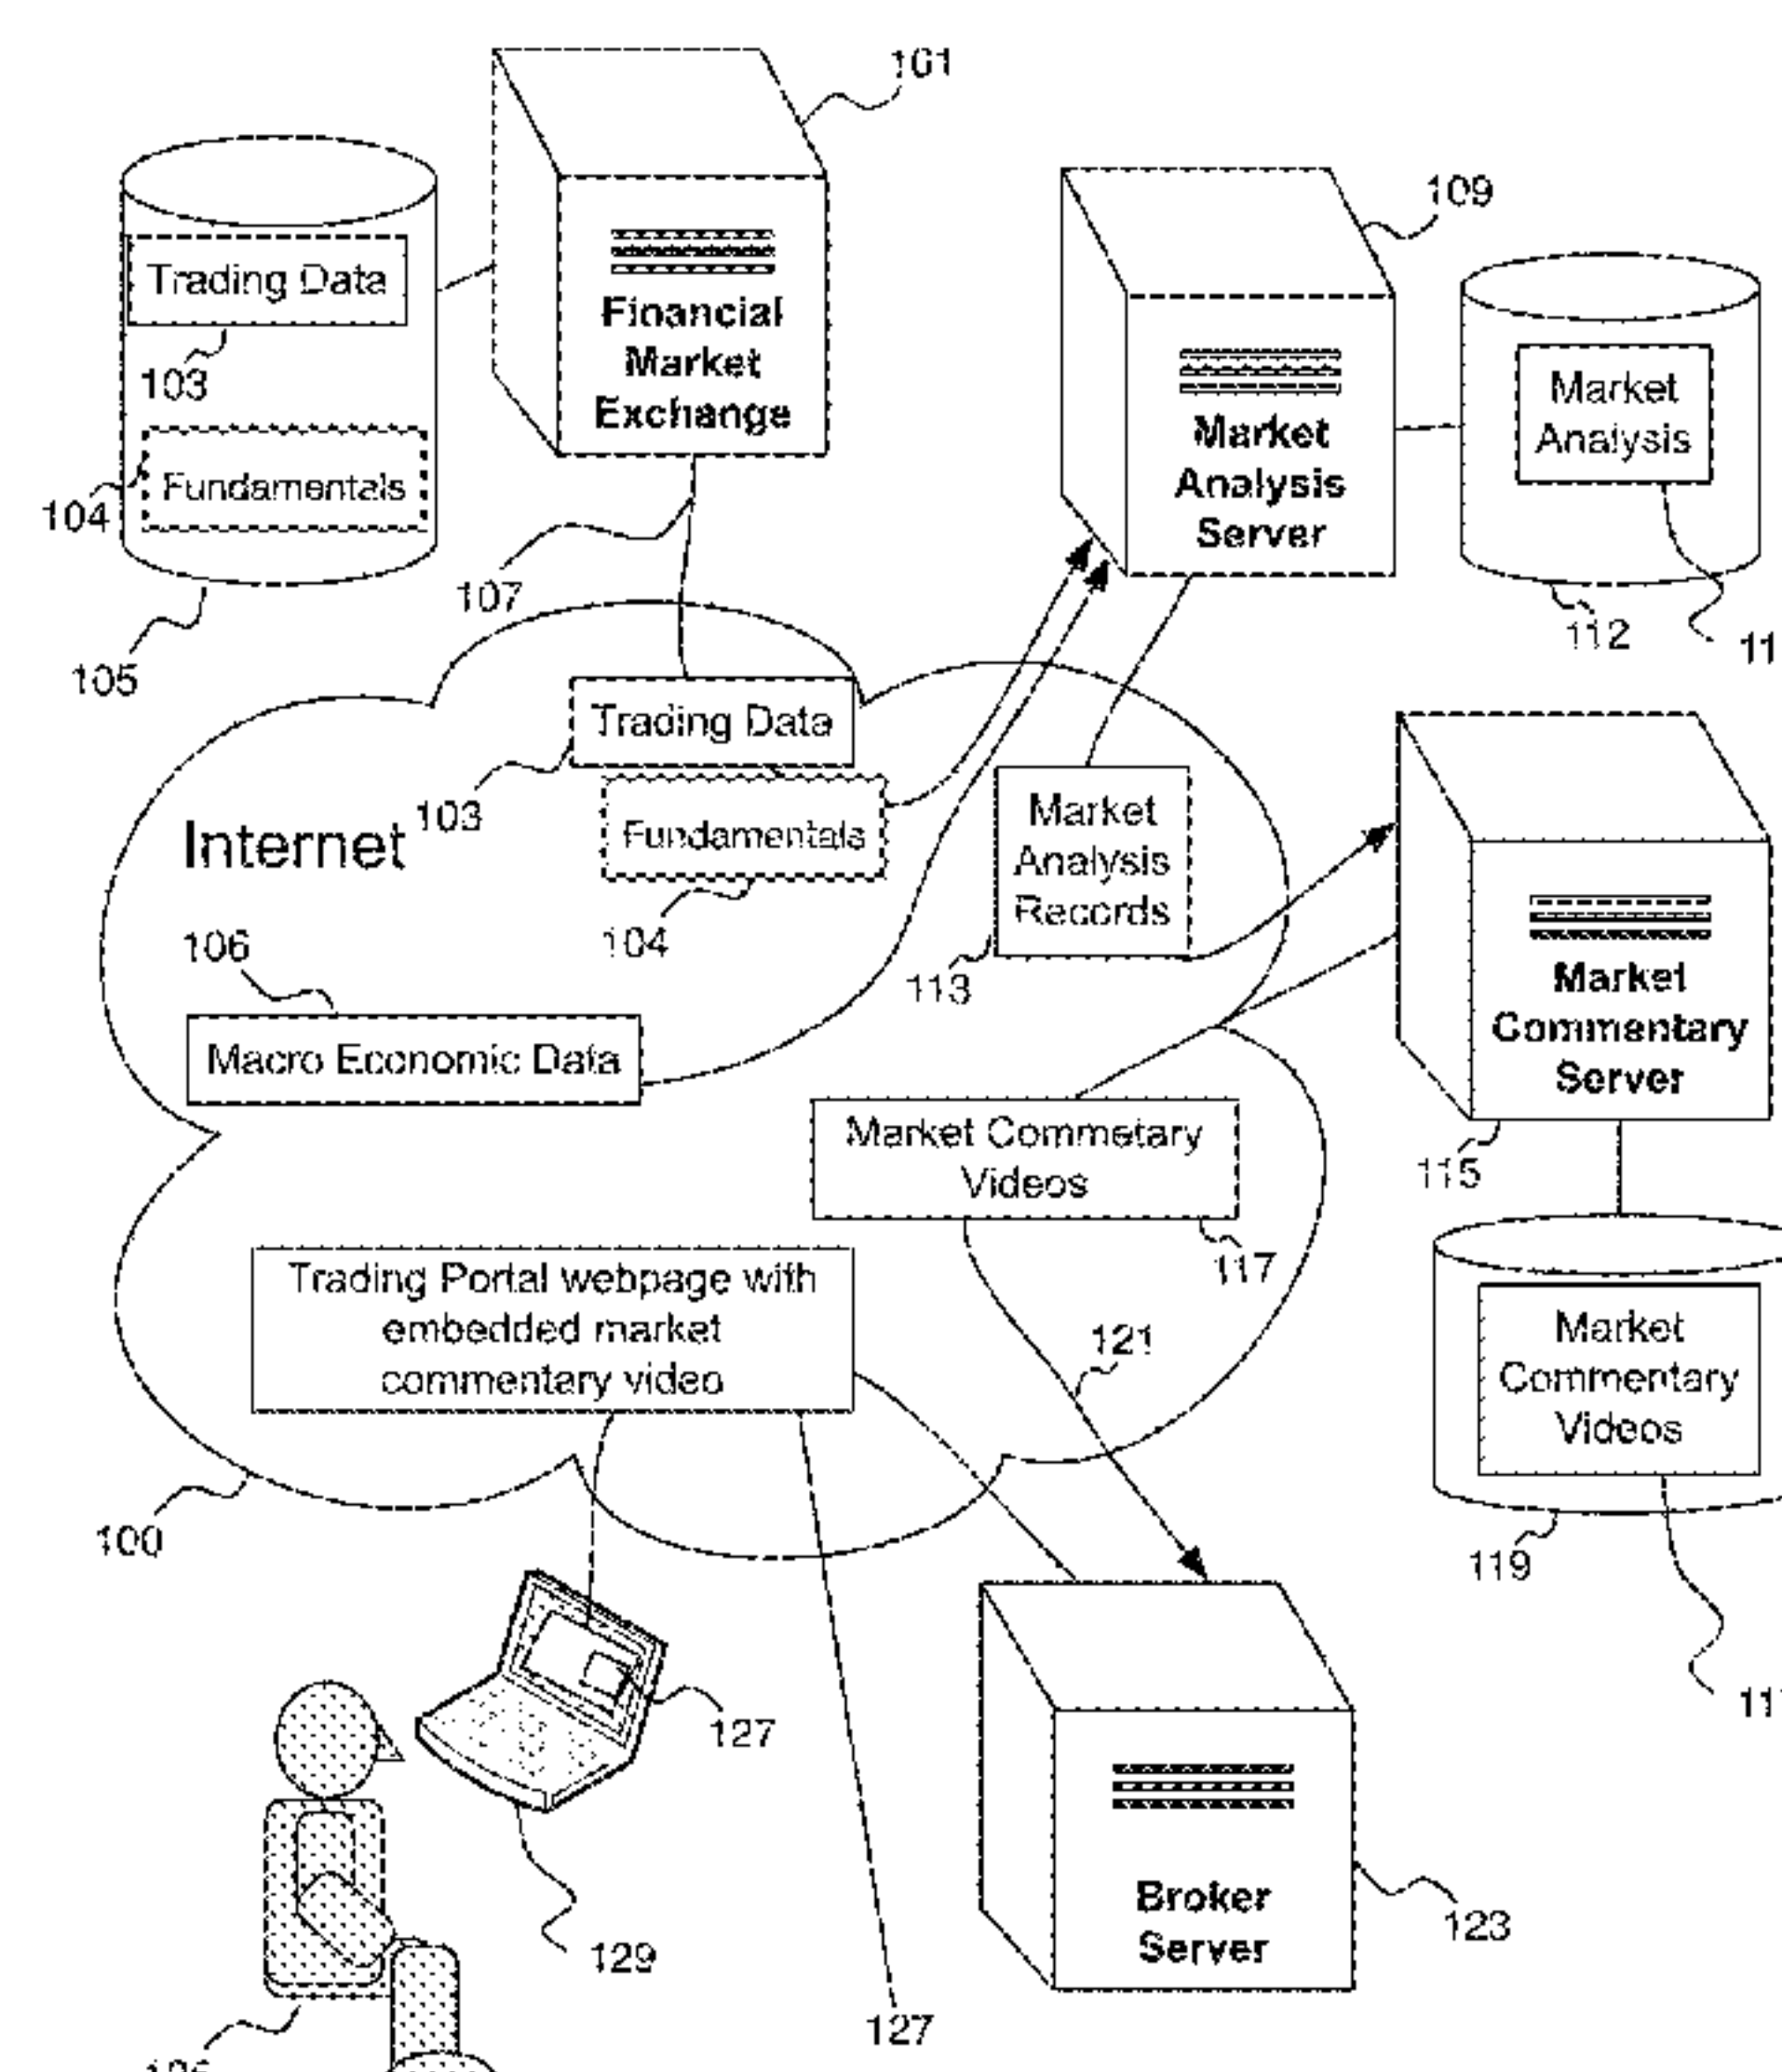 101
109
Trading Data
103
Fundamentals
104
105
Financial
Market
Exchange
107
Market
Analysis
Server
Market
Analysis
112
11
Trading Data
103
Fundamentals
104
Internet
106
Macro Economic Data
Market
Analysis
Records
113
Market
Commentary
Server
115
Market Commetary
Videos
117
Trading Portal webpage with
embedded market
commentary video
121
Market
Commentary
Videos
119
11
100
127
129
Broker
Server
123
127